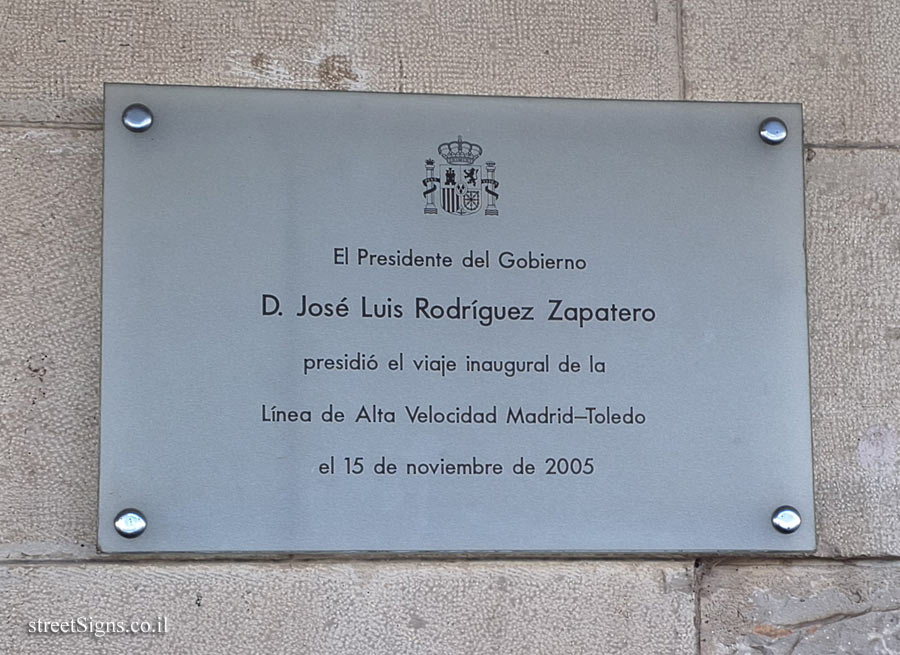 El Presidente del Gobierno
D. José Luis Rodríguez Zapatero
presidió el viaje inaugural de la
Línea de Alta Velocidad Madrid–Toledo
el 15 de noviembre de 2005
streetSigns.co.il